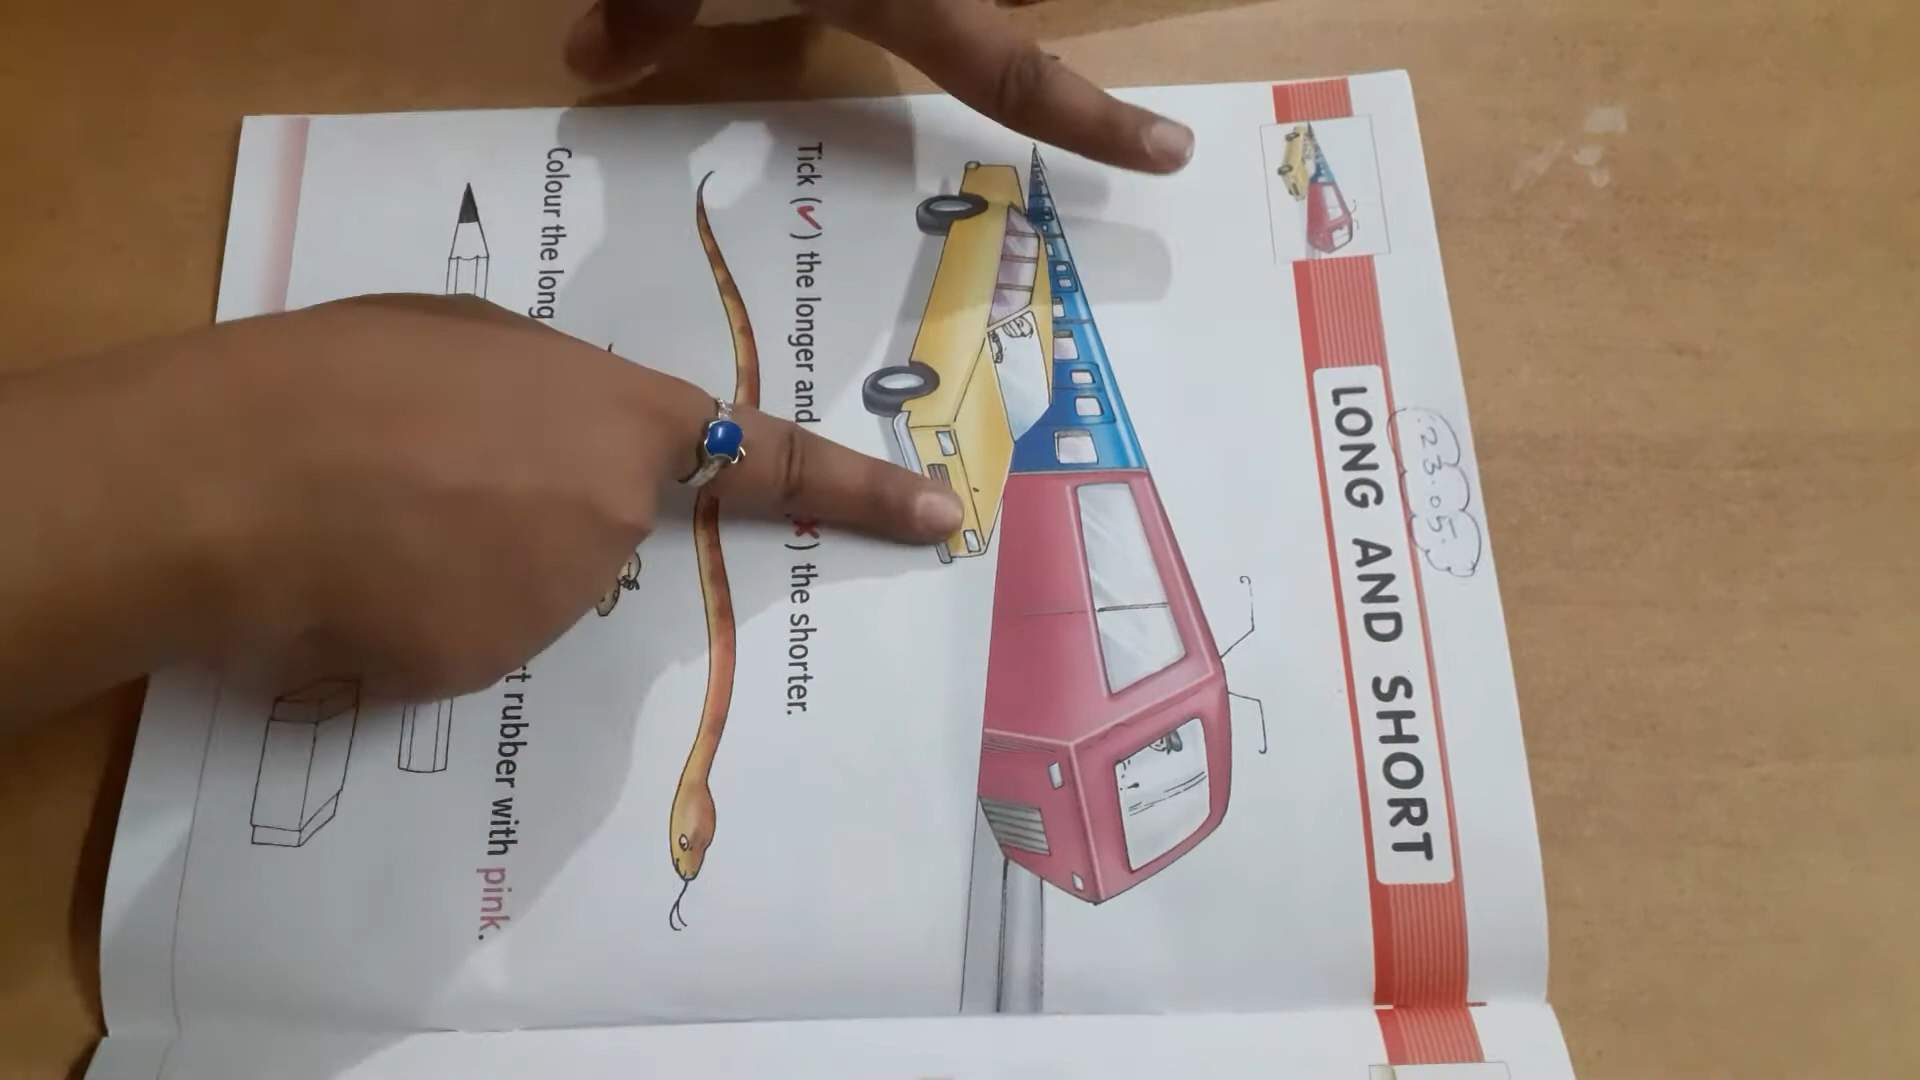 23.05.
LONG AND SHORT
Tick (✓) the longer and (✗) the shorter.
Colour the long
rubber with pink.